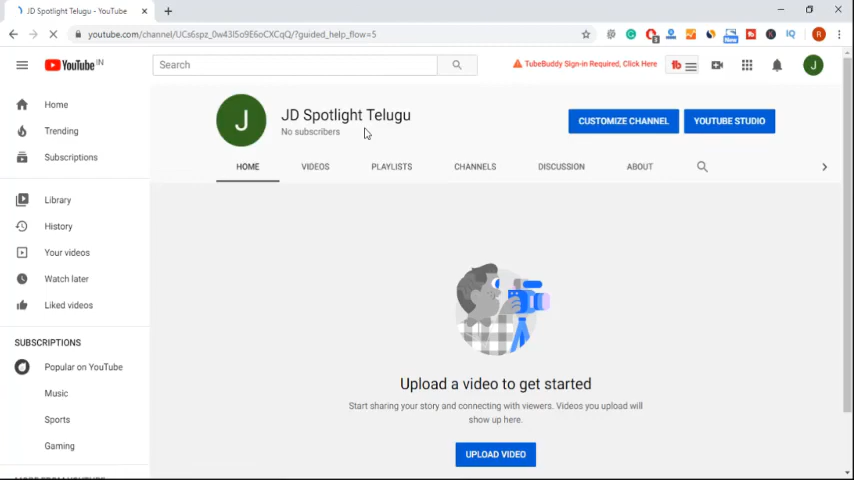 JD Spotlight Telugu - YouTube
youtube.com/channel/UCs6spz_0w43l5o9E6oCXCqQ/?guided_help_flow=5
YouTube IN
Search
TubeBuddy Sign-in Required, Click Here
tb
New
IQ
R
J
Home
Trending
Subscriptions
Library
History
Your videos
Watch later
Liked videos
SUBSCRIPTIONS
Popular on YouTube
Music
Sports
Gaming
J
JD Spotlight Telugu
No subscribers
CUSTOMIZE CHANNEL
YOUTUBE STUDIO
HOME
VIDEOS
PLAYLISTS
CHANNELS
DISCUSSION
ABOUT
Upload a video to get started
Start sharing your story and connecting with viewers. Videos you upload will
show up here.
UPLOAD VIDEO